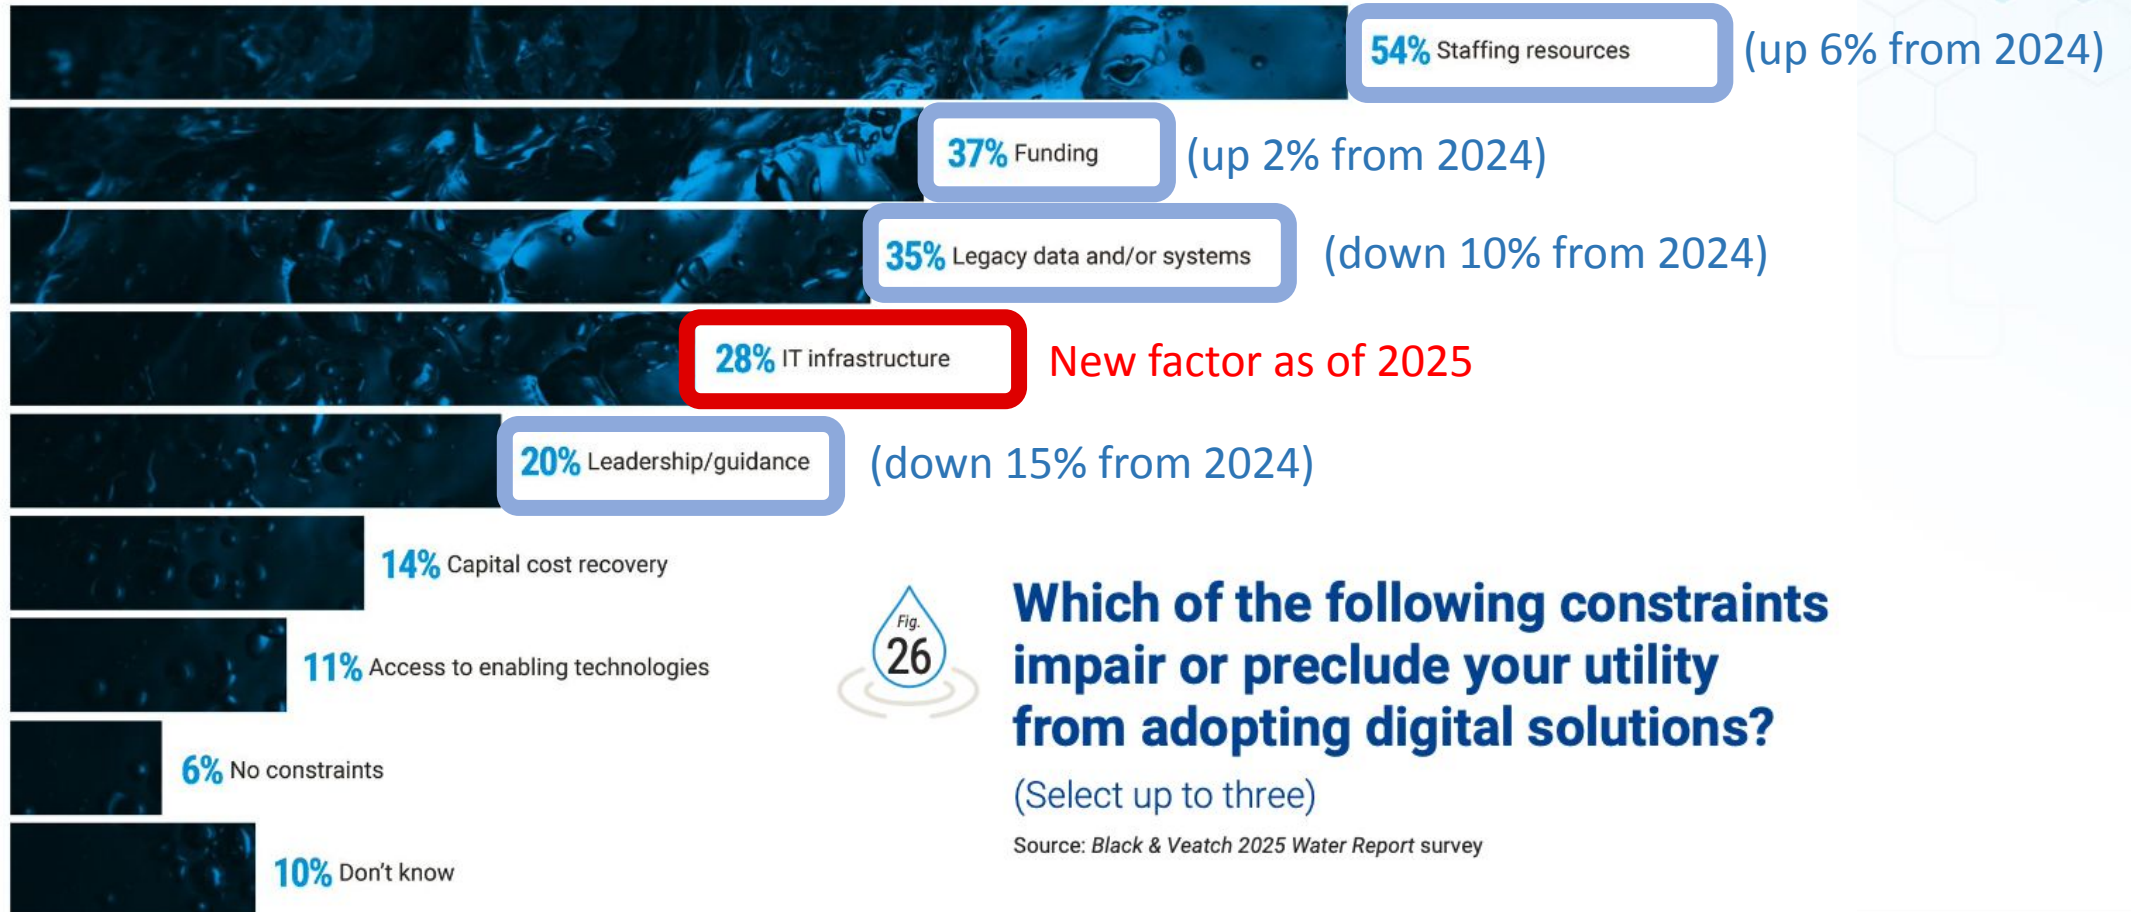 54% Staffing resources (up 6% from 2024)
37% Funding (up 2% from 2024)
35% Legacy data and/or systems (down 10% from 2024)
28% IT infrastructure New factor as of 2025
20% Leadership/guidance (down 15% from 2024)
14% Capital cost recovery
11% Access to enabling technologies
6% No constraints
10% Don't know
Fig.
26
Which of the following constraints
impair or preclude your utility
from adopting digital solutions?
(Select up to three)
Source: Black & Veatch 2025 Water Report survey